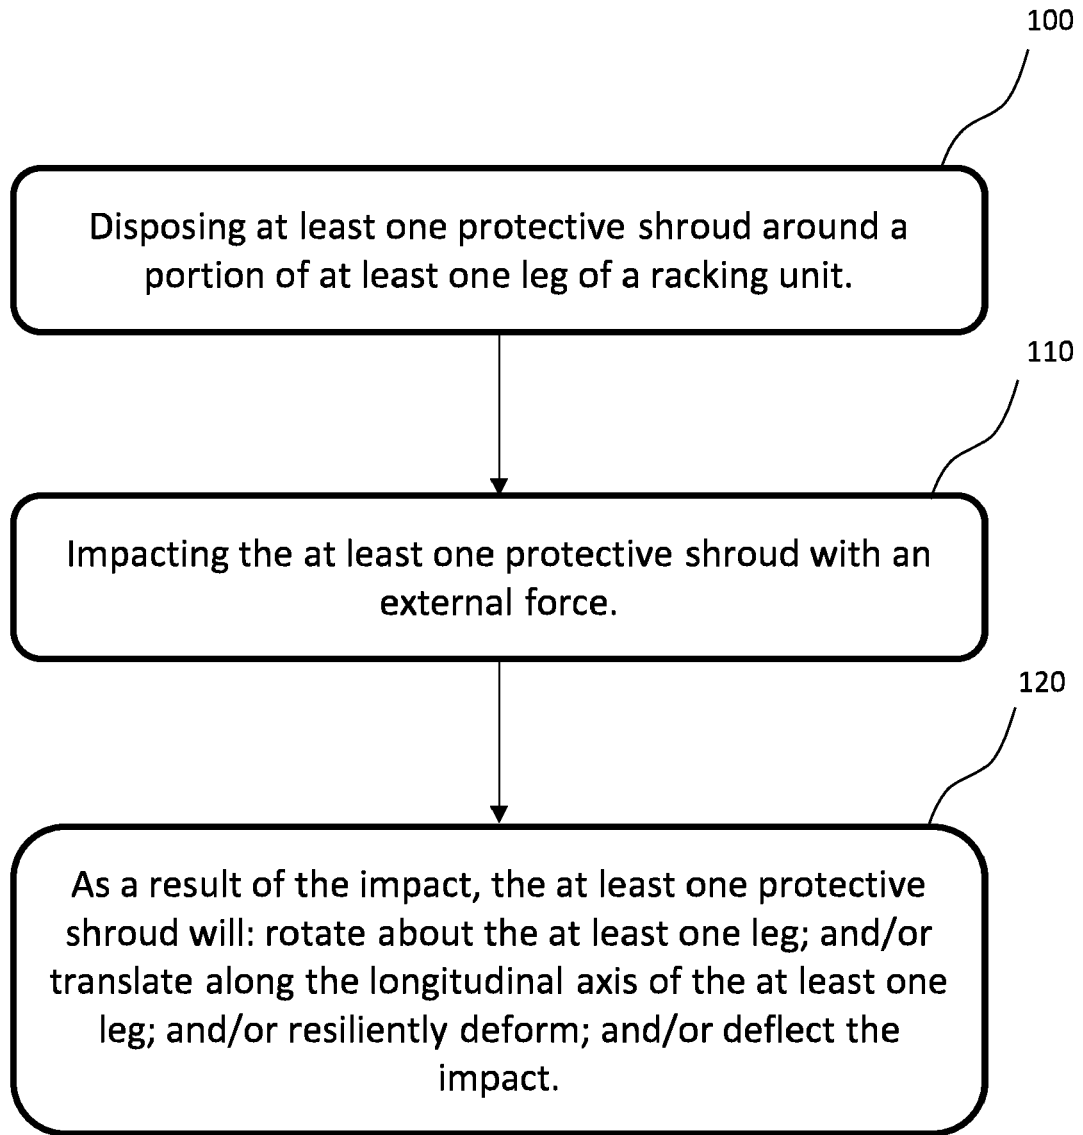 100
Disposing at least one protective shroud around a
portion of at least one leg of a racking unit.
110
Impacting the at least one protective shroud with an
external force.
120
As a result of the impact, the at least one protective
shroud will: rotate about the at least one leg; and/or
translate along the longitudinal axis of the at least one
leg; and/or resiliently deform; and/or deflect the
impact.